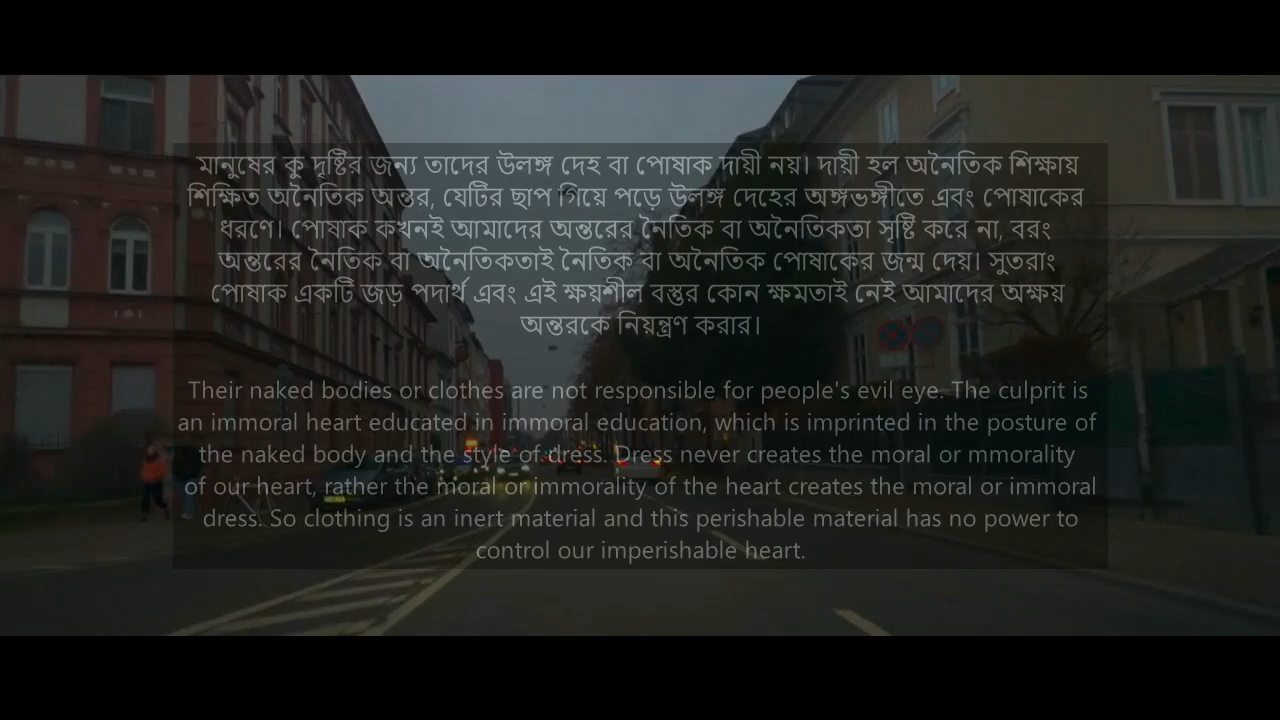 মানুষের কু দৃষ্টির জন্য তাদের উলঙ্গ দেহ বা পোষাক দায়ী নয়। দায়ী হল অনৈতিক শিক্ষায়
শিক্ষিত অনৈতিক অন্তর, যেটির ছাপ গিয়ে পড়ে উলঙ্গ দেহের অঙ্গভঙ্গীতে এবং পোষাকের
ধরণে। পোষাক কখনই আমাদের অন্তরের নৈতিক বা অনৈতিকতা সৃষ্টি করে না, বরং
অন্তরের নৈতিক বা অনৈতিকতাই নৈতিক বা অনৈতিক পোষাকের জন্ম দেয়। সুতরাং
পোষাক একটি জড় পদার্থ এবং এই ক্ষয়শীল বস্তুর কোন ক্ষমতাই নেই আমাদের অক্ষয়
অন্তরকে নিয়ন্ত্রণ করার।
Their naked bodies or clothes are not responsible for people's evil eye. The culprit is
an immoral heart educated in immoral education, which is imprinted in the posture of
the naked body and the style of dress. Dress never creates the moral or mmorality
of our heart, rather the moral or immorality of the heart creates the moral or immoral
dress. So clothing is an inert material and this perishable material has no power to
control our imperishable heart.